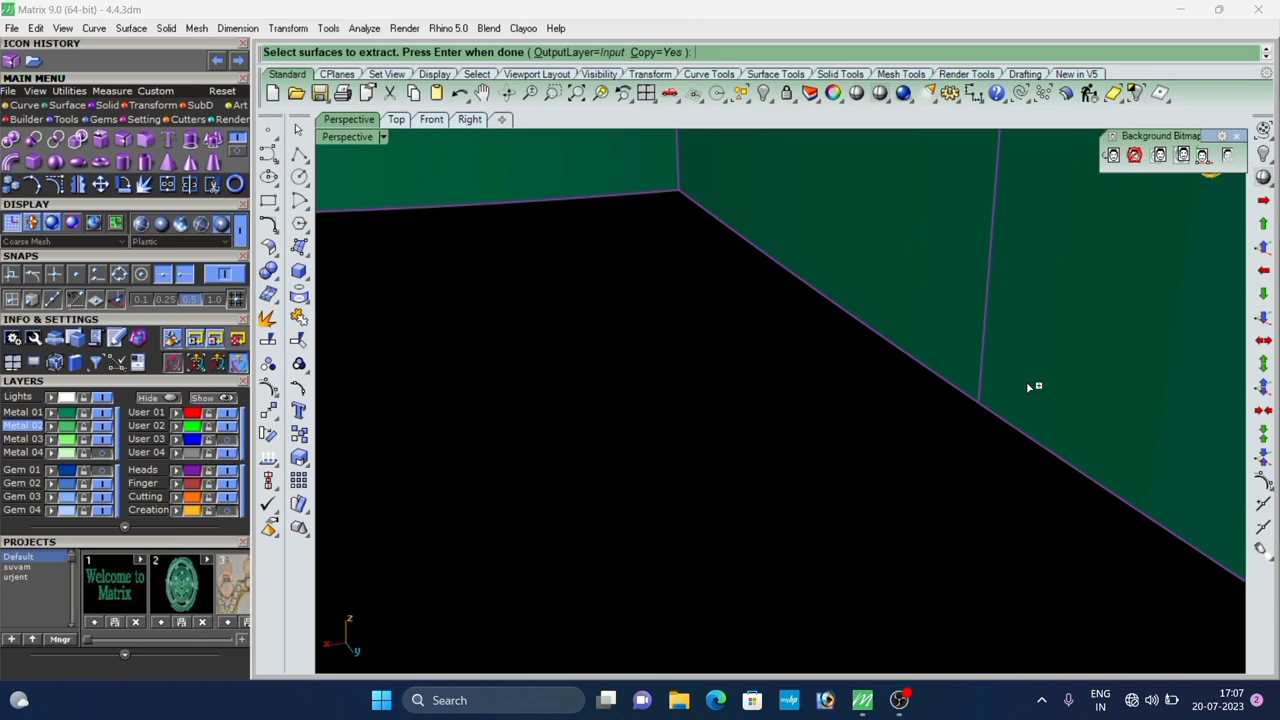 Matrix 9.0 (64-bit) - 4.4.3dm
File Edit View Curve Surface Solid Mesh Dimension Transform Tools Analyze Render Rhino 5.0 Blend Clayoo Help
ICON HISTORY
Select surfaces to extract. Press Enter when done ( OutputLayer=Input Copy=Yes ):
MAIN MENU
Standard CPlanes Set View Display Select Viewport Layout Visibility Transform Curve Tools Surface Tools Solid Tools Mesh Tools Render Tools Drafting New in V5
File View Utilities Measure Custom Reset
Curve Surface Solid Transform SubD Art
Builder Tools Gems Setting Cutters Render
Perspective Top Front Right
Perspective
Background Bitmap
DISPLAY
Coarse Mesh Plastic
SNAPS
0.1 0.25 0.5 1.0
INFO & SETTINGS
LAYERS
Lights Hide Show
Metal 01 User 01
Metal 02 User 02
Metal 03 User 03
Metal 04 User 04
Gem 01 Heads
Gem 02 Finger
Gem 03 Cutting
Gem 04 Creation
PROJECTS
Default
suvam
urjent
1 2 3
Welcome to
Matrix
Mngr
z
x
y
Search
mhp
ENG
IN
17:07
20-07-2023
2